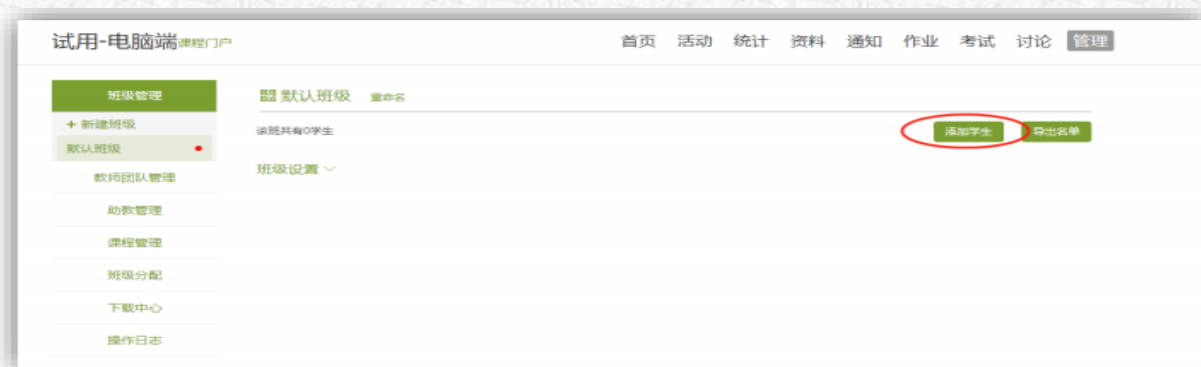 试用-电脑端课程门户
首页 活动 统计 资料 通知 作业 考试 讨论 管理
班级管理
+ 新建班级
默认班级
教师团队管理
助教管理
课程管理
班级分配
下载中心
操作日志
默认班级 重命名
该班共有0学生
添加学生 导出名单
班级设置